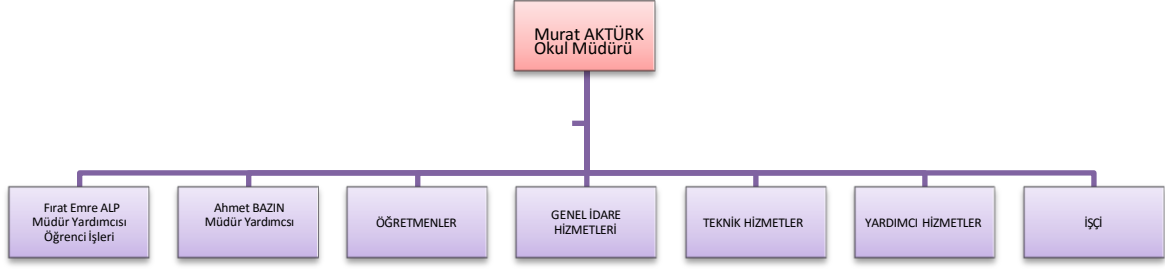 Murat AKTÜRK
Okul Müdürü
Fırat Emre ALP
Müdür Yardımcısı
Öğrenci İşleri
Ahmet BAZIN
Müdür Yardımcsı
ÖĞRETMENLER
GENEL İDARE
HİZMETLERİ
TEKNİK HİZMETLER
YARDIMCI HİZMETLER
İŞÇİ